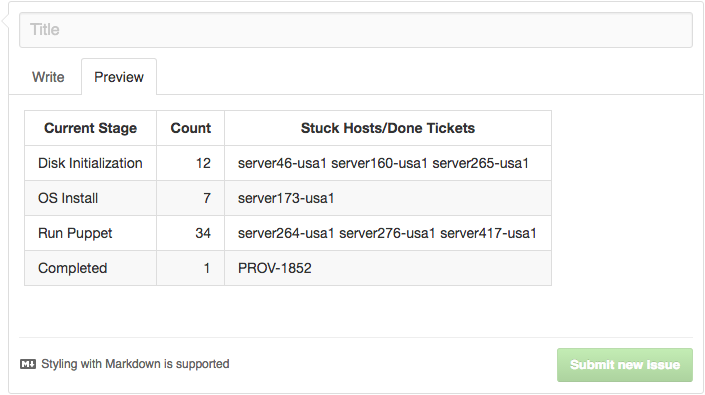 Title
Write Preview
Current Stage Count Stuck Hosts/Done Tickets
Disk Initialization 12 server46-usa1 server160-usa1 server265-usa1
OS Install 7 server173-usa1
Run Puppet 34 server264-usa1 server276-usa1 server417-usa1
Completed 1 PROV-1852
M Styling with Markdown is supported Submit new issue